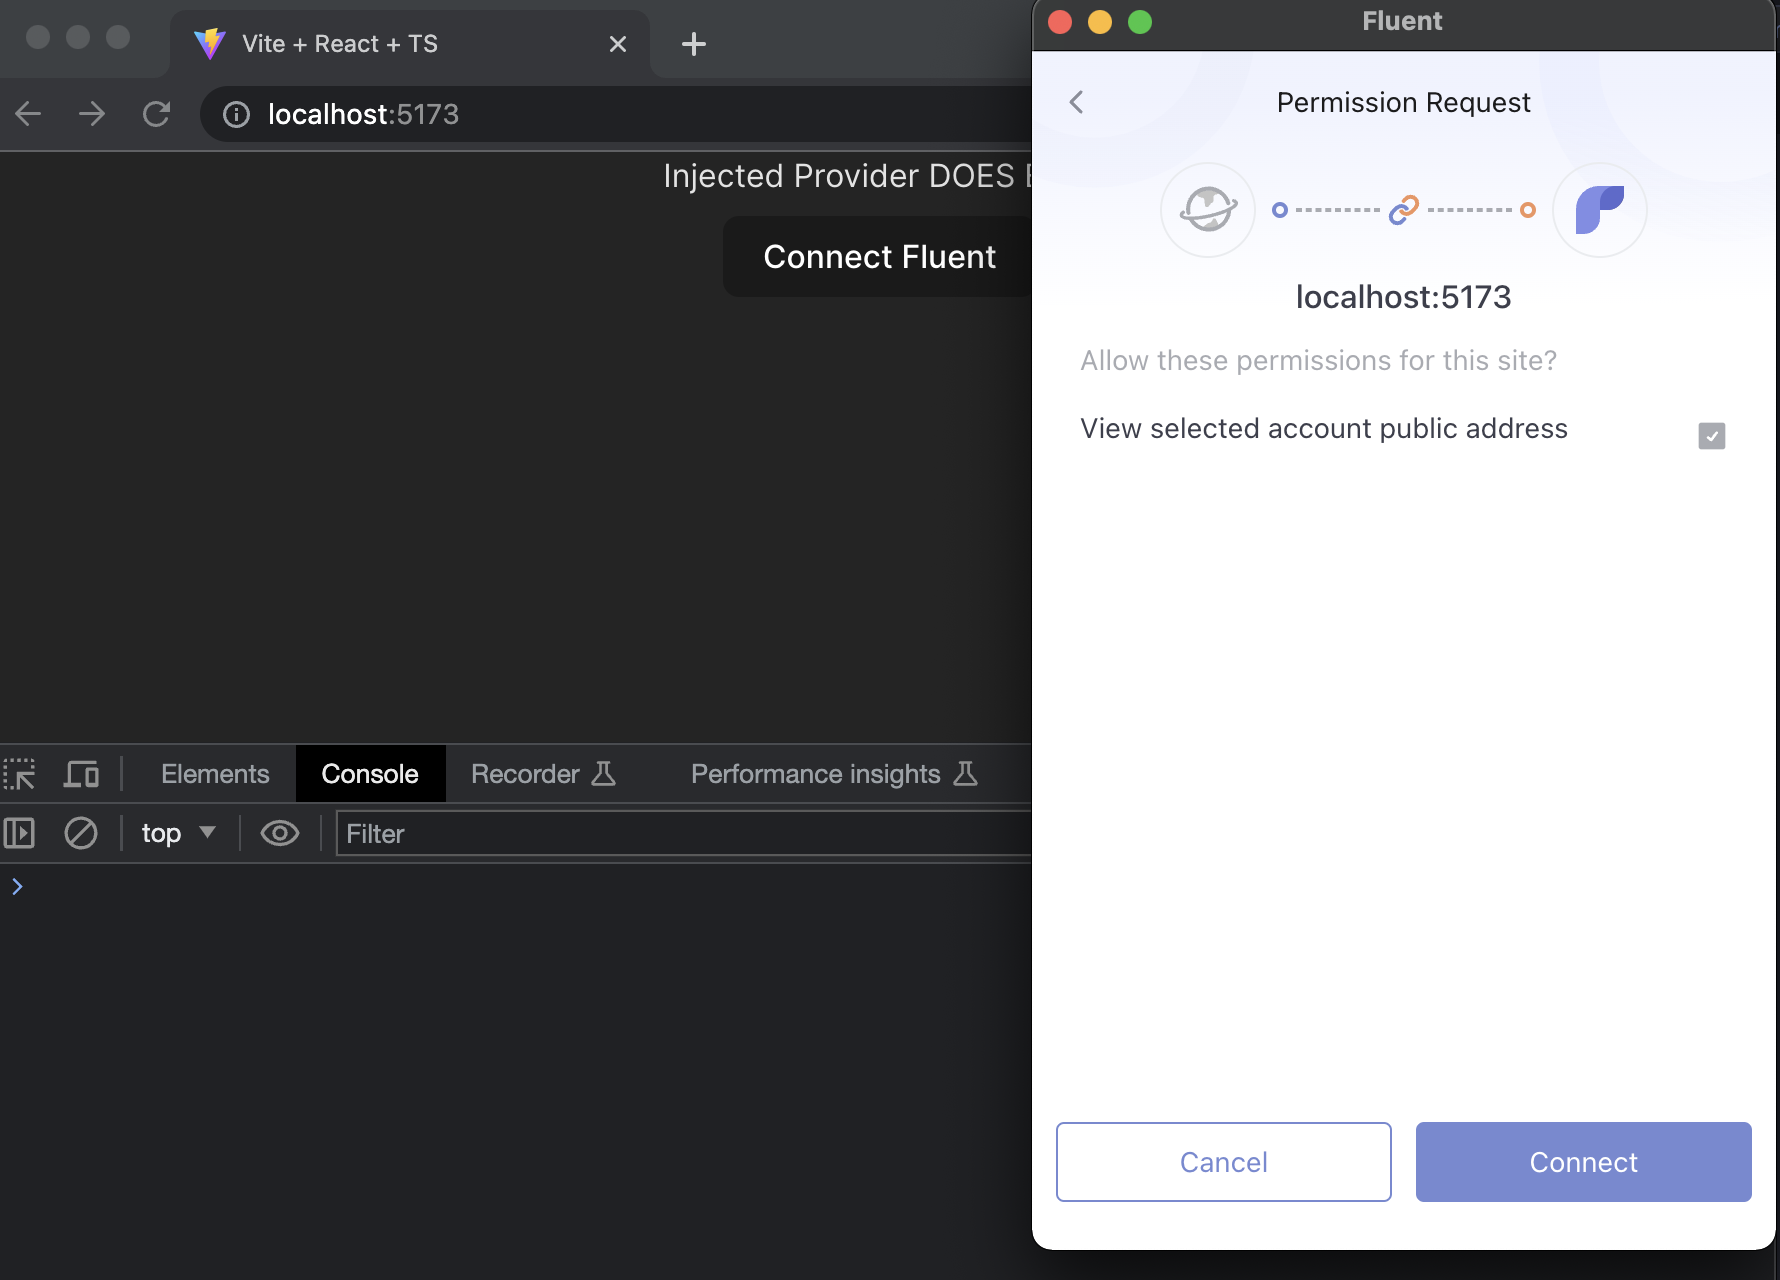 Vite + React + TS
localhost:5173
Injected Provider DOES
Connect Fluent
Elements
Console
Recorder
Performance insights
top
Filter
Fluent
Permission Request
localhost:5173
Allow these permissions for this site?
View selected account public address
Cancel
Connect